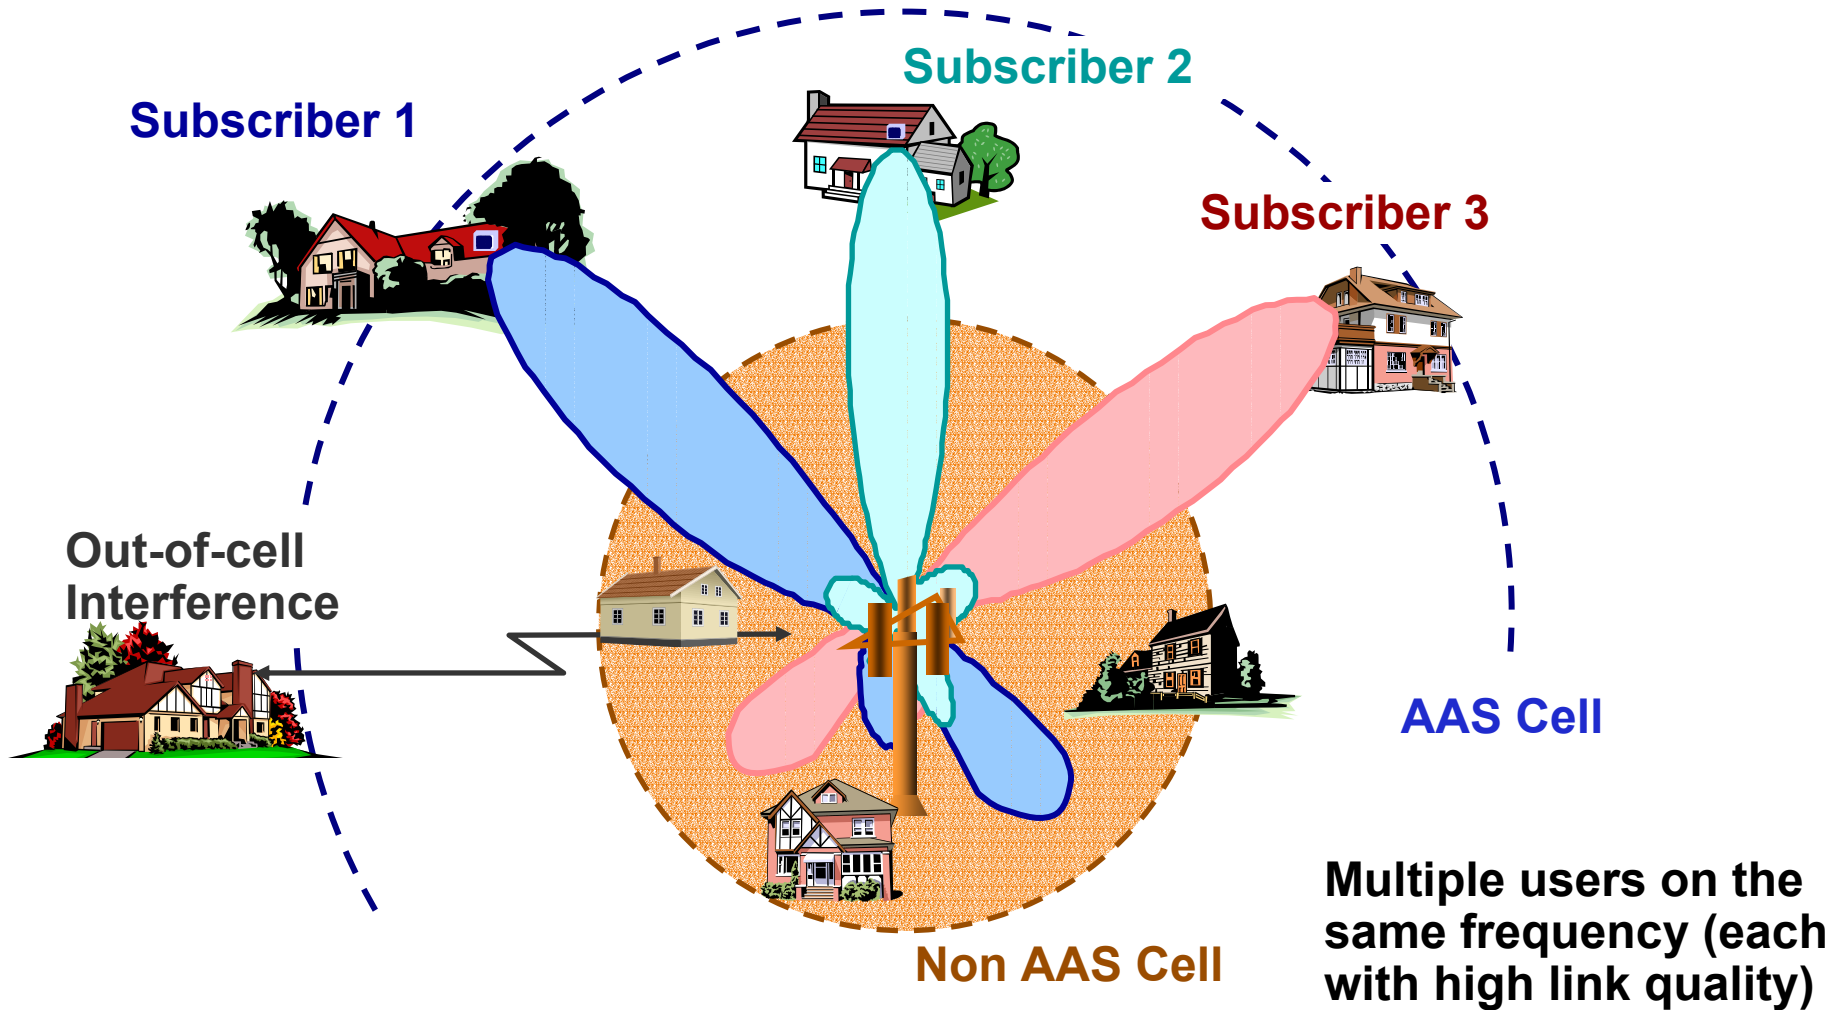 Subscriber 2
Subscriber 1
Subscriber 3
Out-of-cell
Interference
AAS Cell
Multiple users on the
same frequency (each
with high link quality)
Non AAS Cell